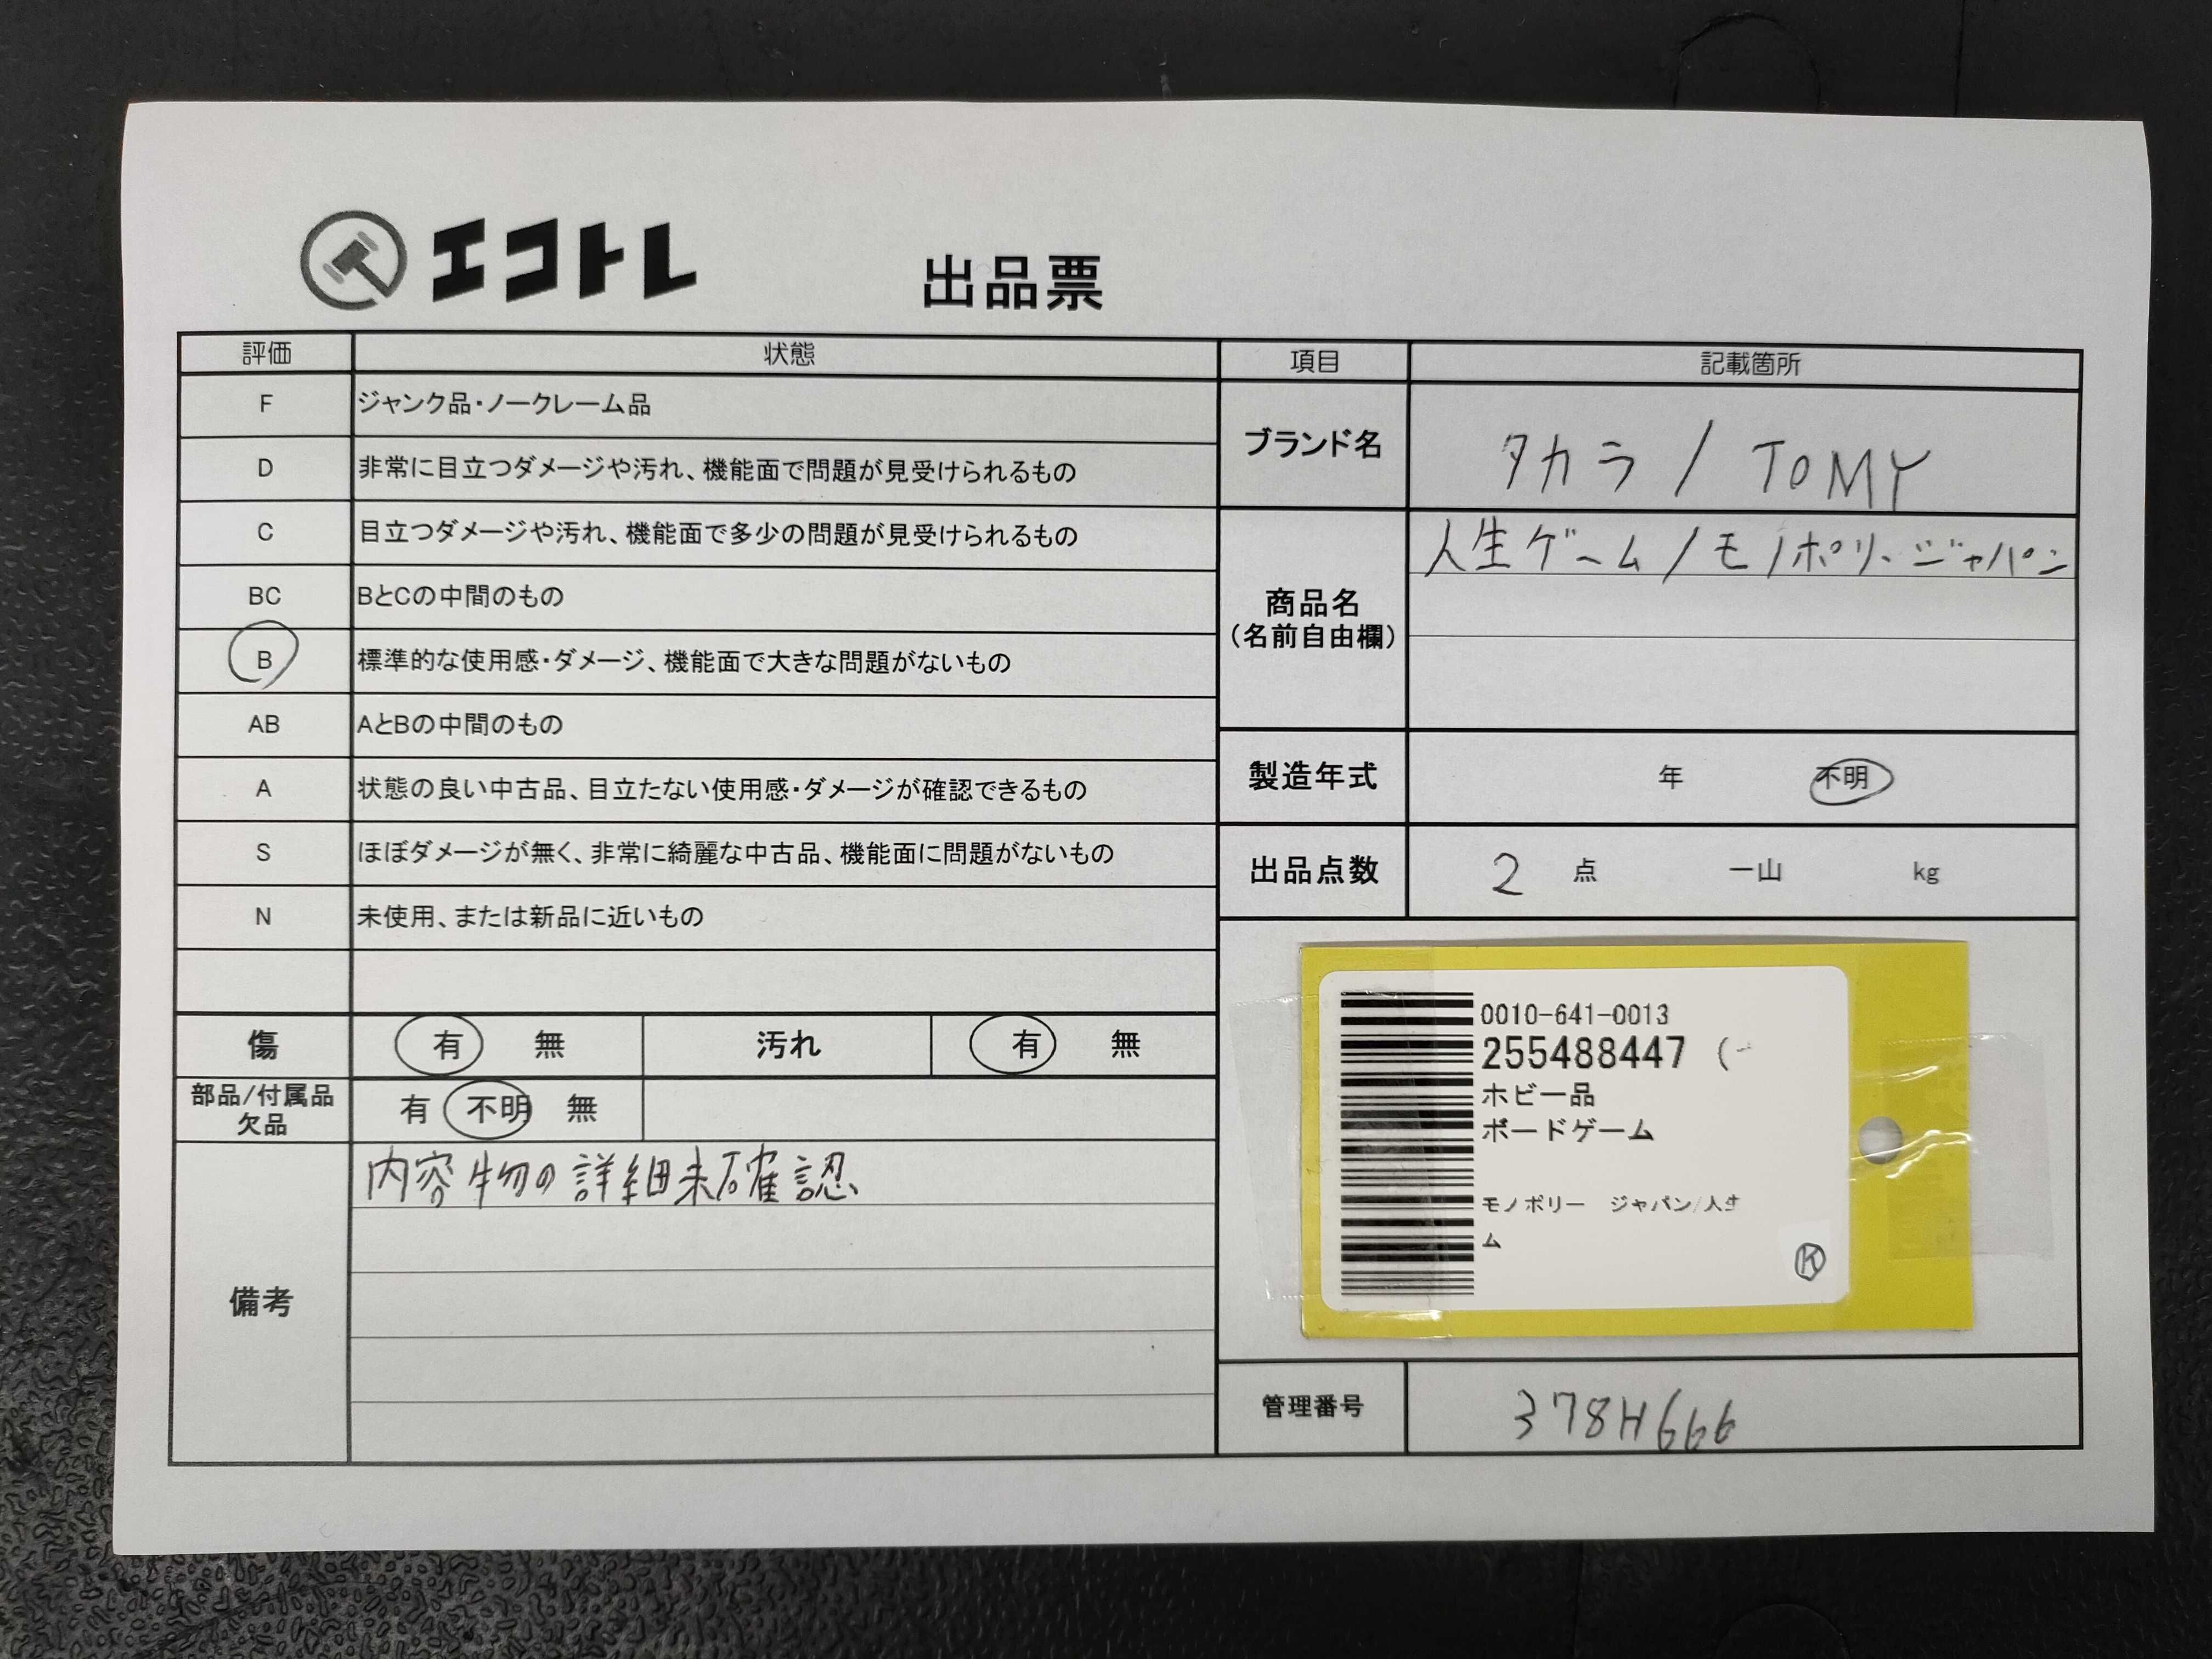 エコトレ
出品票
評価 状態
F ジャンク品・ノークレーム品
D 非常に目立つダメージや汚れ、機能面で問題が見受けられるもの
C 目立つダメージや汚れ、機能面で多少の問題が見受けられるもの
BC BとCの中間のもの
B 標準的な使用感・ダメージ、機能面で大きな問題がないもの
AB AとBの中間のもの
A 状態の良い中古品、目立たない使用感・ダメージが確認できるもの
S ほぼダメージが無く、非常に綺麗な中古品、機能面に問題がないもの
N 未使用、または新品に近いもの
傷 有 無 汚れ 有 無
部品/付属品
欠品
有 不明 無
備考
内容物の詳細未確認
項目 記載箇所
ブランド名 タカラ/TOMY
商品名
(名前自由欄)
人生ゲーム/モノポリージャパン
製造年式 年 不明
出品点数 2 点 一山 kg
0010-641-0013
255488447 (
ホビー品
ボードゲーム
モノポリー ジャパン/人生
ム
K
管理番号 378H666